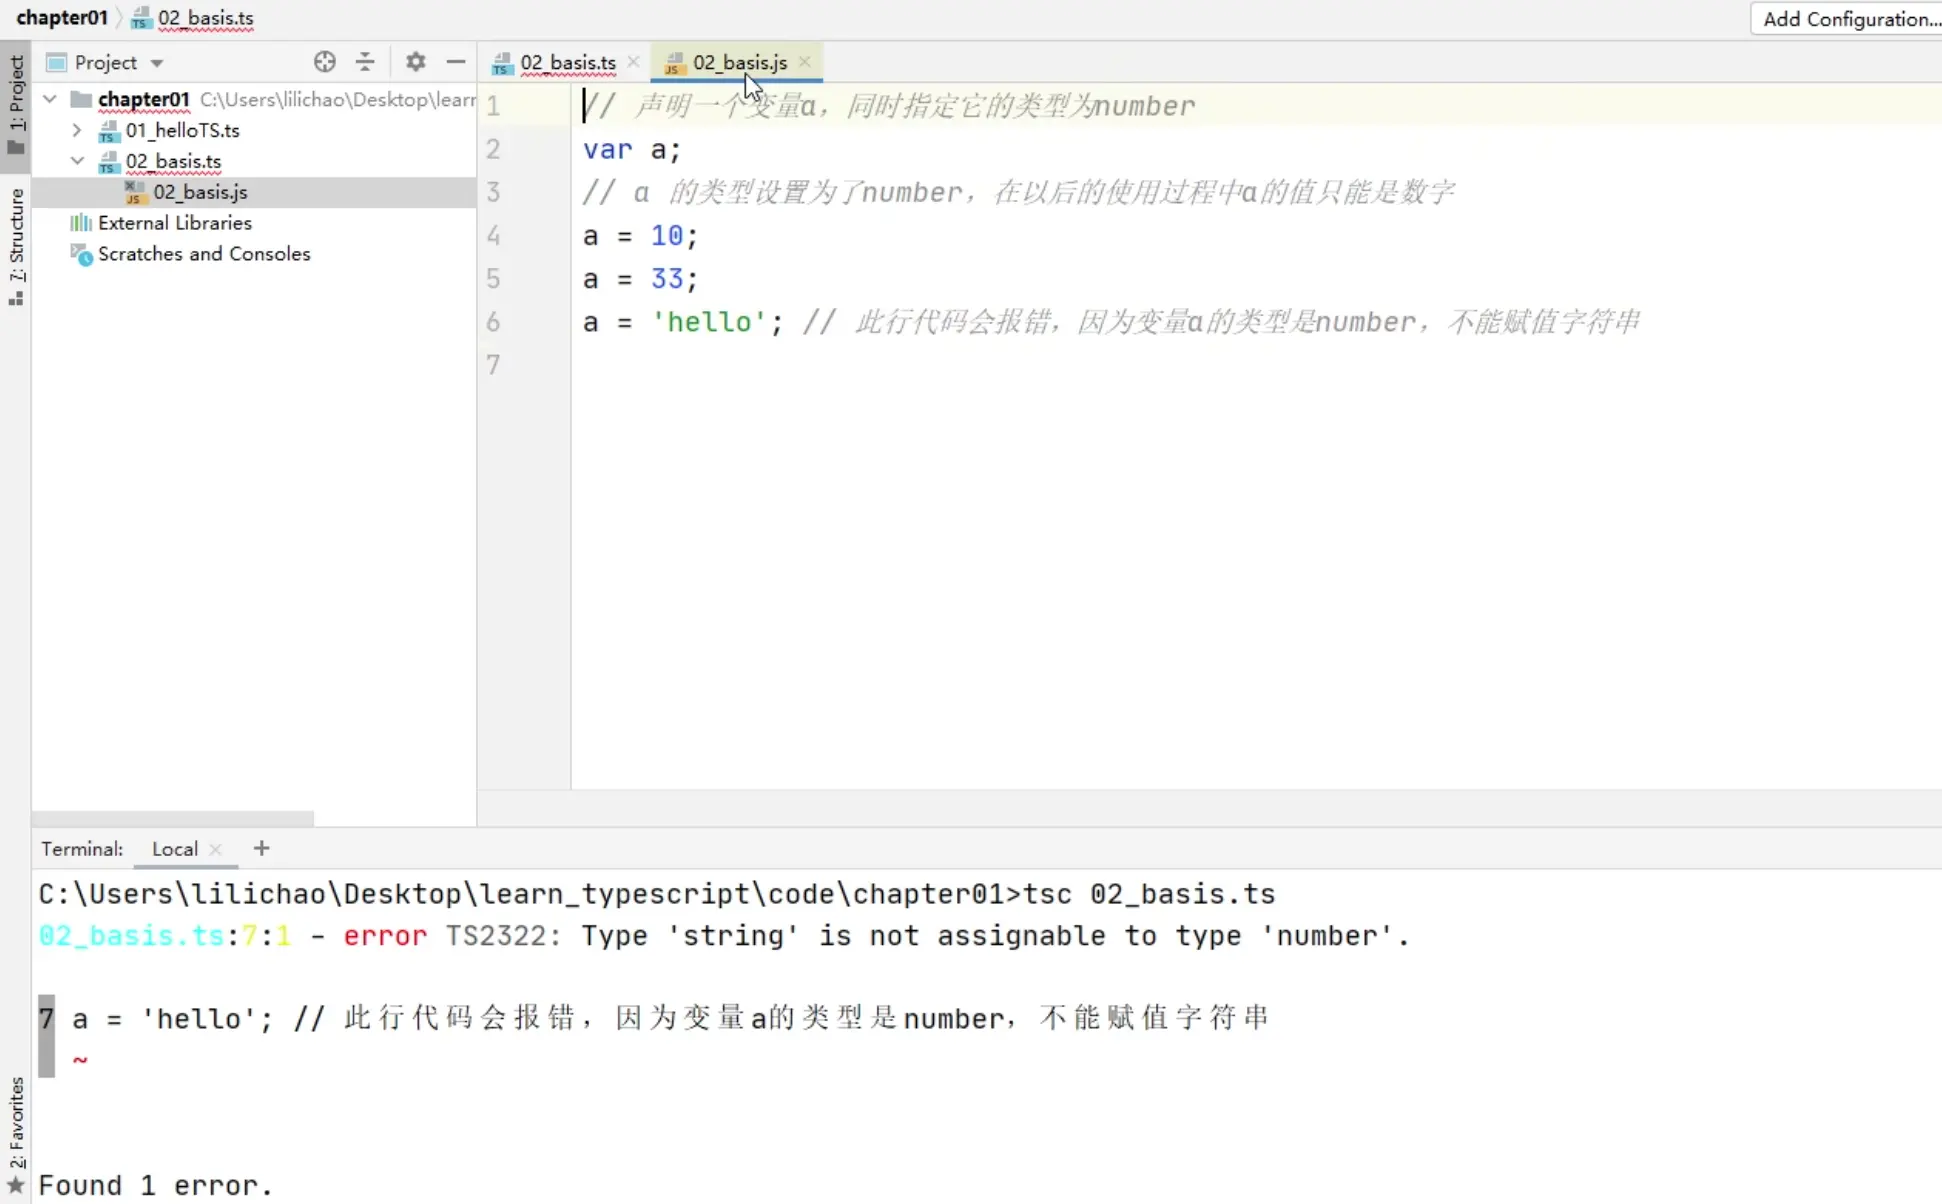 chapter01 02_basis.ts Add Configuration...
1: Project
Project
chapter01 C:\Users\lilichao\Desktop\learn
01_helloTS.ts
02_basis.ts
02_basis.js
External Libraries
Scratches and Consoles
7: Structure
2: Favorites
02_basis.ts 02_basis.js
1 // 声明一个变量a，同时指定它的类型为number
2 var a;
3 // a 的类型设置为了number，在以后的使用过程中a的值只能是数字
4 a = 10;
5 a = 33;
6 a = 'hello'; // 此行代码会报错，因为变量a的类型是number，不能赋值字符串
7
Terminal: Local +
C:\Users\lilichao\Desktop\learn_typescript\code\chapter01>tsc 02_basis.ts
02_basis.ts:7:1 - error TS2322: Type 'string' is not assignable to type 'number'.
7 a = 'hello'; // 此行代码会报错，因为变量a的类型是number，不能赋值字符串
~
Found 1 error.